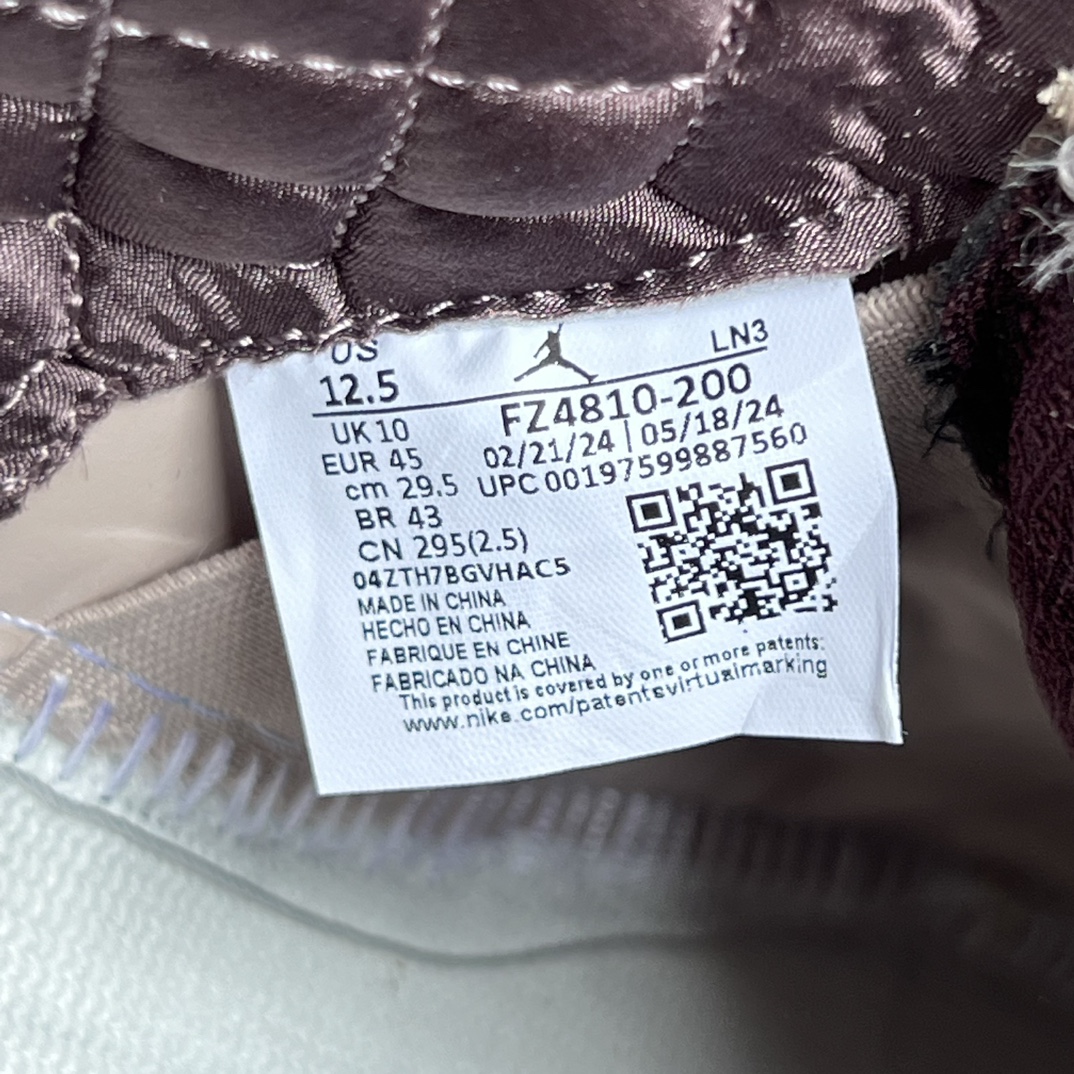 US
LN3
12.5
FZ4810-200
UK 10
02/21/24 | 05/18/24
EUR 45
UPC 00197599887560
cm 29.5
BR 43
CN 295(2.5)
04ZTH7BGVHAC5
MADE IN CHINA
HECHO EN CHINA
FABRIQUE EN CHINE
FABRICADO NA CHINA
This product is covered by one or more patents:
www.nike.com/patentsvirtualmarking